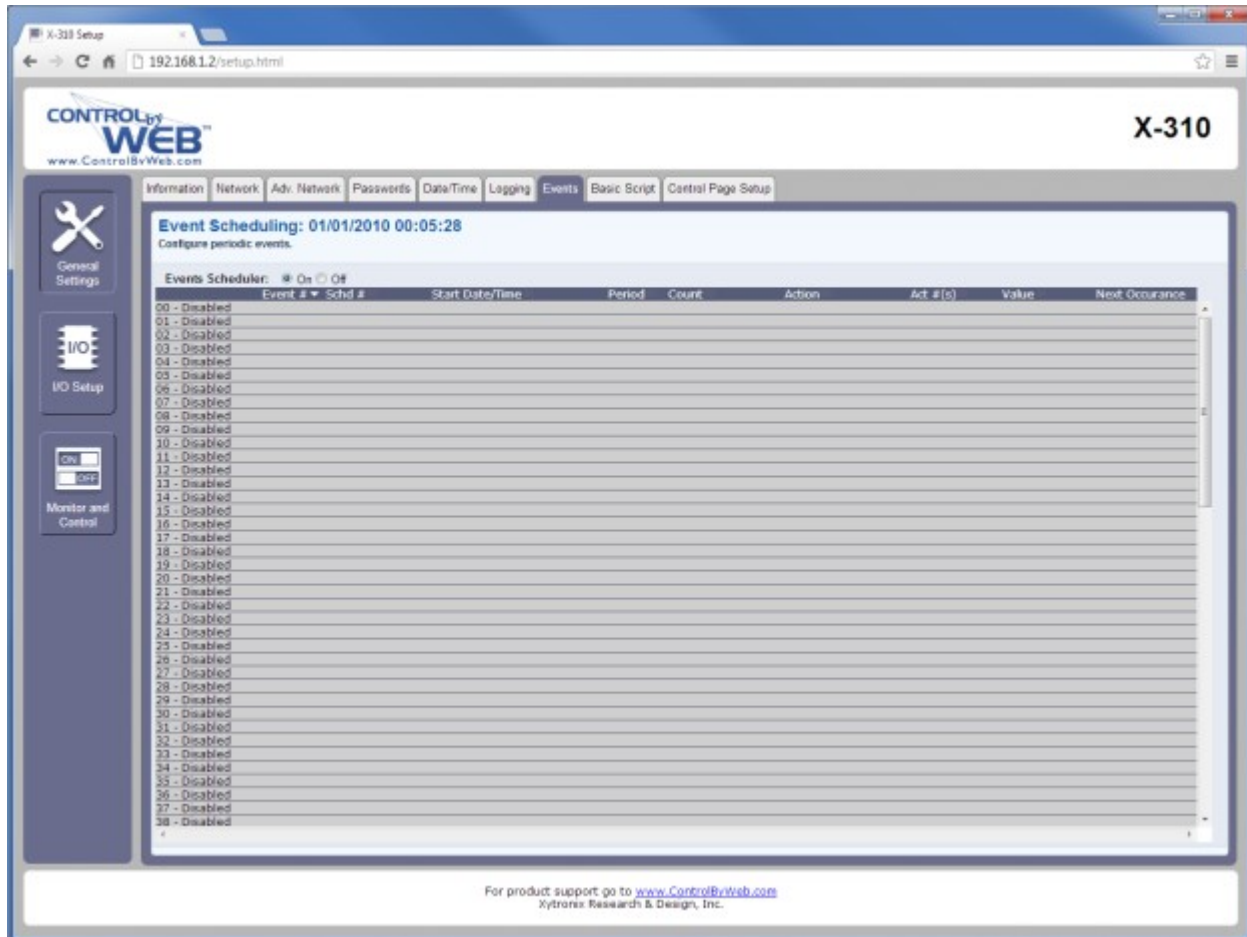 X-310 Setup
192.168.1.2/setup.html
CONTROL by WEB™
www.ControlByWeb.com
X-310
Information Network Adv. Network Passwords Date/Time Logging Events Basic Script Control Page Setup
General Settings
I/O
I/O Setup
ON
OFF
Monitor and Control
Event Scheduling: 01/01/2010 00:05:28
Configure periodic events.
Events Scheduler: On Off
Event # Schd # Start Date/Time Period Count Action Act #(s) Value Next Occurance
00 - Disabled
01 - Disabled
02 - Disabled
03 - Disabled
04 - Disabled
05 - Disabled
06 - Disabled
07 - Disabled
08 - Disabled
09 - Disabled
10 - Disabled
11 - Disabled
12 - Disabled
13 - Disabled
14 - Disabled
15 - Disabled
16 - Disabled
17 - Disabled
18 - Disabled
19 - Disabled
20 - Disabled
21 - Disabled
22 - Disabled
23 - Disabled
24 - Disabled
25 - Disabled
26 - Disabled
27 - Disabled
28 - Disabled
29 - Disabled
30 - Disabled
31 - Disabled
32 - Disabled
33 - Disabled
34 - Disabled
35 - Disabled
36 - Disabled
37 - Disabled
38 - Disabled
For product support go to www.ControlByWeb.com
Xytronix Research & Design, Inc.